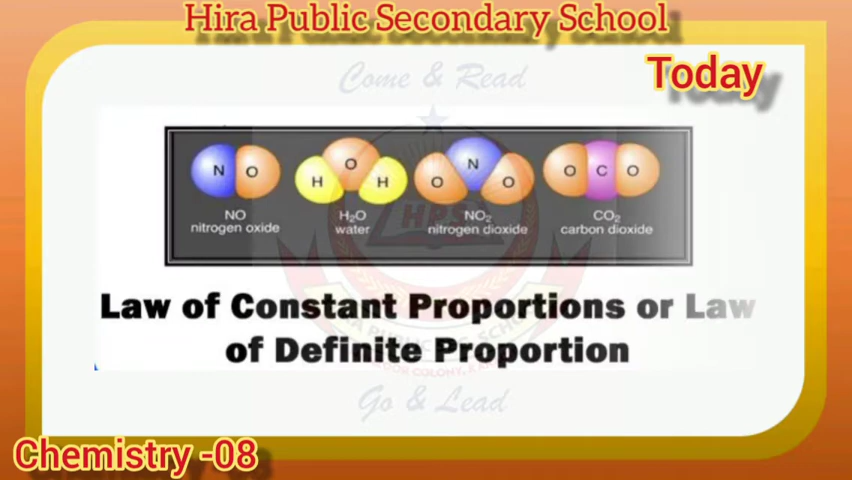 Hira Public Secondary School
Today
Come & Read
N O
H O H
O N O
O C O
NO
nitrogen oxide
H₂O
water
NO₂
nitrogen dioxide
CO₂
carbon dioxide
HPS
Law of Constant Proportions or Law
of Definite Proportion
Go & Lead
Chemistry -08